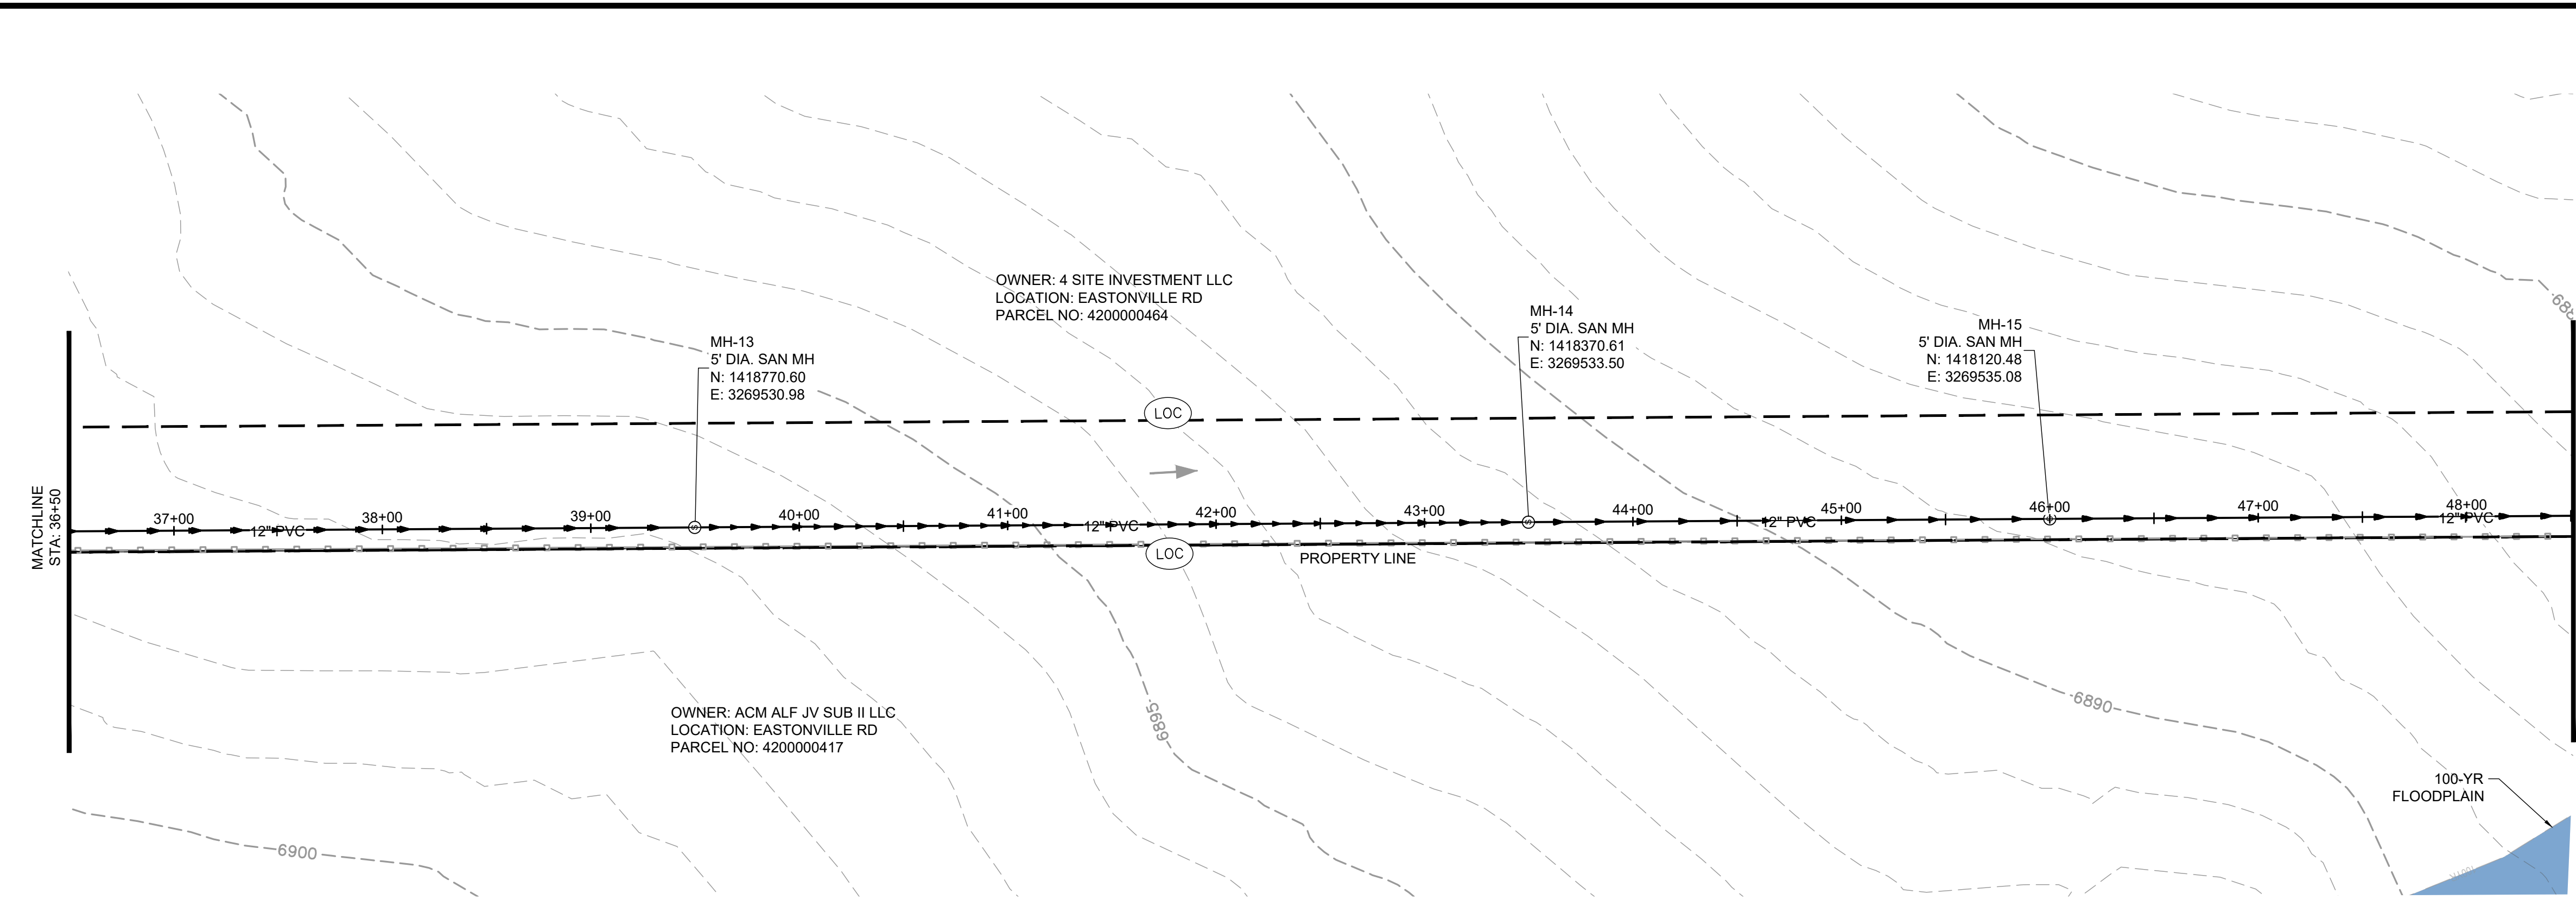 OWNER: 4 SITE INVESTMENT LLC
LOCATION: EASTONVILLE RD
PARCEL NO: 4200000464
MH-13
5' DIA. SAN MH
N: 1418770.60
E: 3269530.98
MH-14
5' DIA. SAN MH
N: 1418370.61
E: 3269533.50
MH-15
5' DIA. SAN MH
N: 1418120.48
E: 3269535.08
LOC
MATCHLINE
STA: 36+50
37+00
38+00
39+00
40+00
41+00
42+00
43+00
44+00
45+00
46+00
47+00
48+00
12" PVC
12" PVC
12" PVC
12" PVC
S
S
S
S
LOC
PROPERTY LINE
OWNER: ACM ALF JV SUB II LLC
LOCATION: EASTONVILLE RD
PARCEL NO: 4200000417
6895
6890
6900
100-YR
FLOODPLAIN